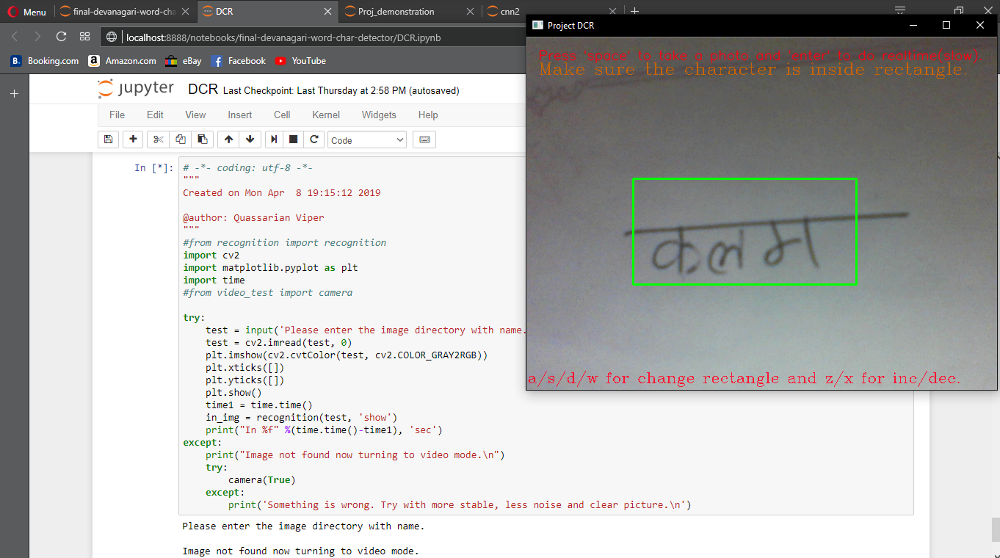 Menu
final-devanagari-word-cha
DCR
Proj_demonstration
cnn2
localhost:8888/notebooks/final-devanagari-word-char-detector/DCR.ipynb
Booking.com
Amazon.com
eBay
Facebook
YouTube
jupyter DCR Last Checkpoint: Last Thursday at 2:58 PM (autosaved)
File Edit View Insert Cell Kernel Widgets Help
Code
In [*]:
# -*- coding: utf-8 -*-
"""
Created on Mon Apr  8 19:15:12 2019
@author: Quassarian Viper
"""
#from recognition import recognition
import cv2
import matplotlib.pyplot as plt
import time
#from video_test import camera
try:
    test = input('Please enter the image directory with name.
    test = cv2.imread(test, 0)
    plt.imshow(cv2.cvtColor(test, cv2.COLOR_GRAY2RGB))
    plt.xticks([])
    plt.yticks([])
    plt.show()
    time1 = time.time()
    in_img = recognition(test, 'show')
    print("In %f" %(time.time()-time1), 'sec')
except:
    print("Image not found now turning to video mode.\n")
    try:
        camera(True)
    except:
        print('Something is wrong. Try with more stable, less noise and clear picture.\n')
Please enter the image directory with name.
Image not found now turning to video mode.
Project DCR
Press 'space' to take a photo and 'enter' to do realtime(slow).
Make sure the character is inside rectangle.
कलम
a/s/d/w for change rectangle and z/x for inc/dec.